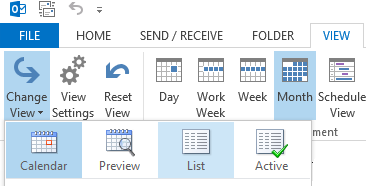 FILE HOME SEND / RECEIVE FOLDER VIEW
Change View View Settings Reset View Day Work Week Week Month Schedule View
ment
Calendar Preview List Active